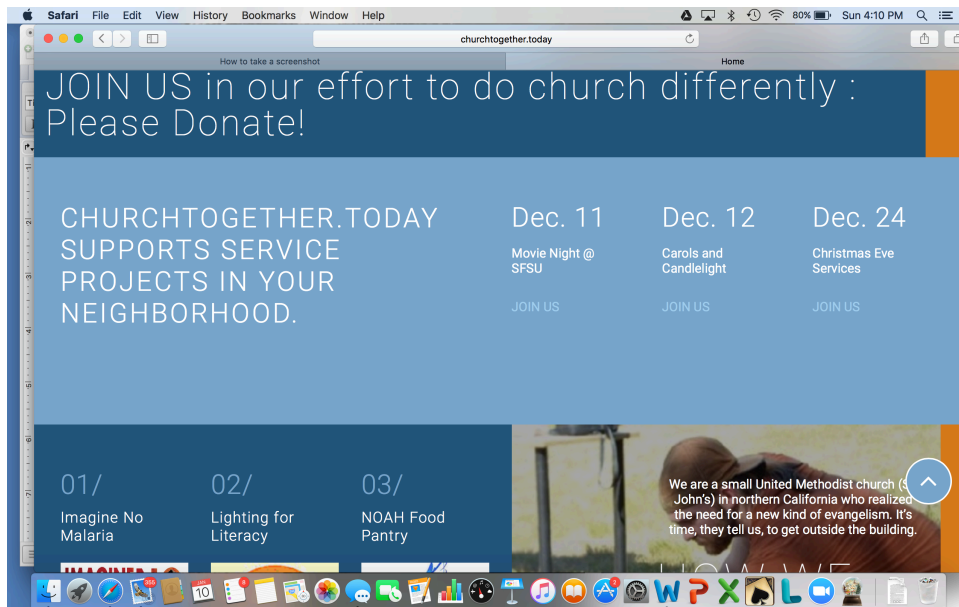 Safari File Edit View History Bookmarks Window Help
80% Sun 4:10 PM
churchtogether.today
How to take a screenshot
Home
JOIN US in our effort to do church differently :
Please Donate!
CHURCHTOGETHER.TODAY
SUPPORTS SERVICE
PROJECTS IN YOUR
NEIGHBORHOOD.
Dec. 11
Movie Night @
SFSU
JOIN US
Dec. 12
Carols and
Candlelight
JOIN US
Dec. 24
Christmas Eve
Services
JOIN US
01/
Imagine No
Malaria
02/
Lighting for
Literacy
03/
NOAH Food
Pantry
We are a small United Methodist church
John's) in northern California who realized
the need for a new kind of evangelism. It's
time, they tell us, to get outside the building.
HOW WE
JAN
10